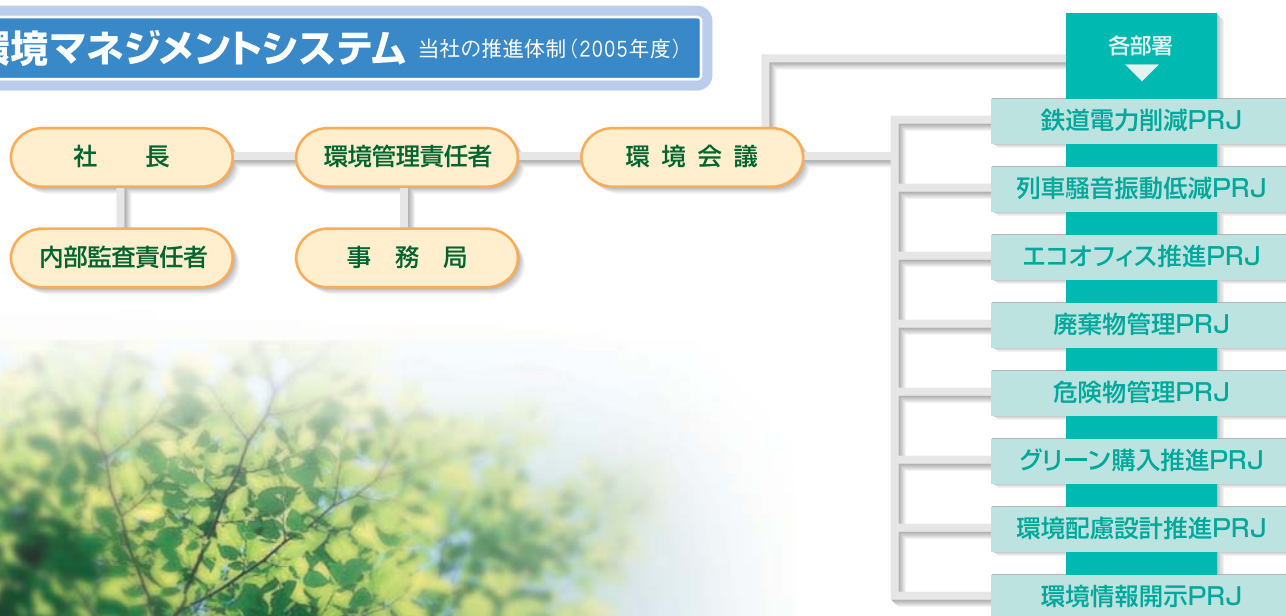 環境マネジメントシステム 当社の推進体制(2005年度)
各部署
社長
環境管理責任者
環境会議
内部監査責任者
事務局
鉄道電力削減PRJ
列車騒音振動低減PRJ
エコオフィス推進PRJ
廃棄物管理PRJ
危険物管理PRJ
グリーン購入推進PRJ
環境配慮設計推進PRJ
環境情報開示PRJ